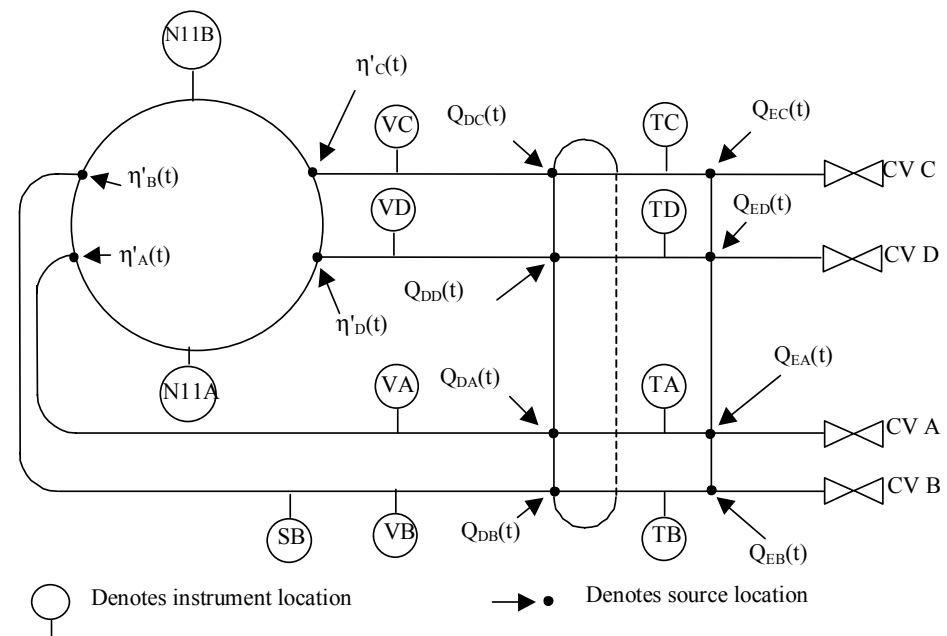 N11B
η'C(t)
VC
QDC(t)
TC
QEC(t)
CV C
η'B(t)
VD
TD
QED(t)
η'A(t)
CV D
QDD(t)
η'D(t)
N11A
VA
QDA(t)
TA
QEA(t)
CV A
CV B
SB
VB
QDB(t)
TB
QEB(t)
Denotes instrument location
Denotes source location